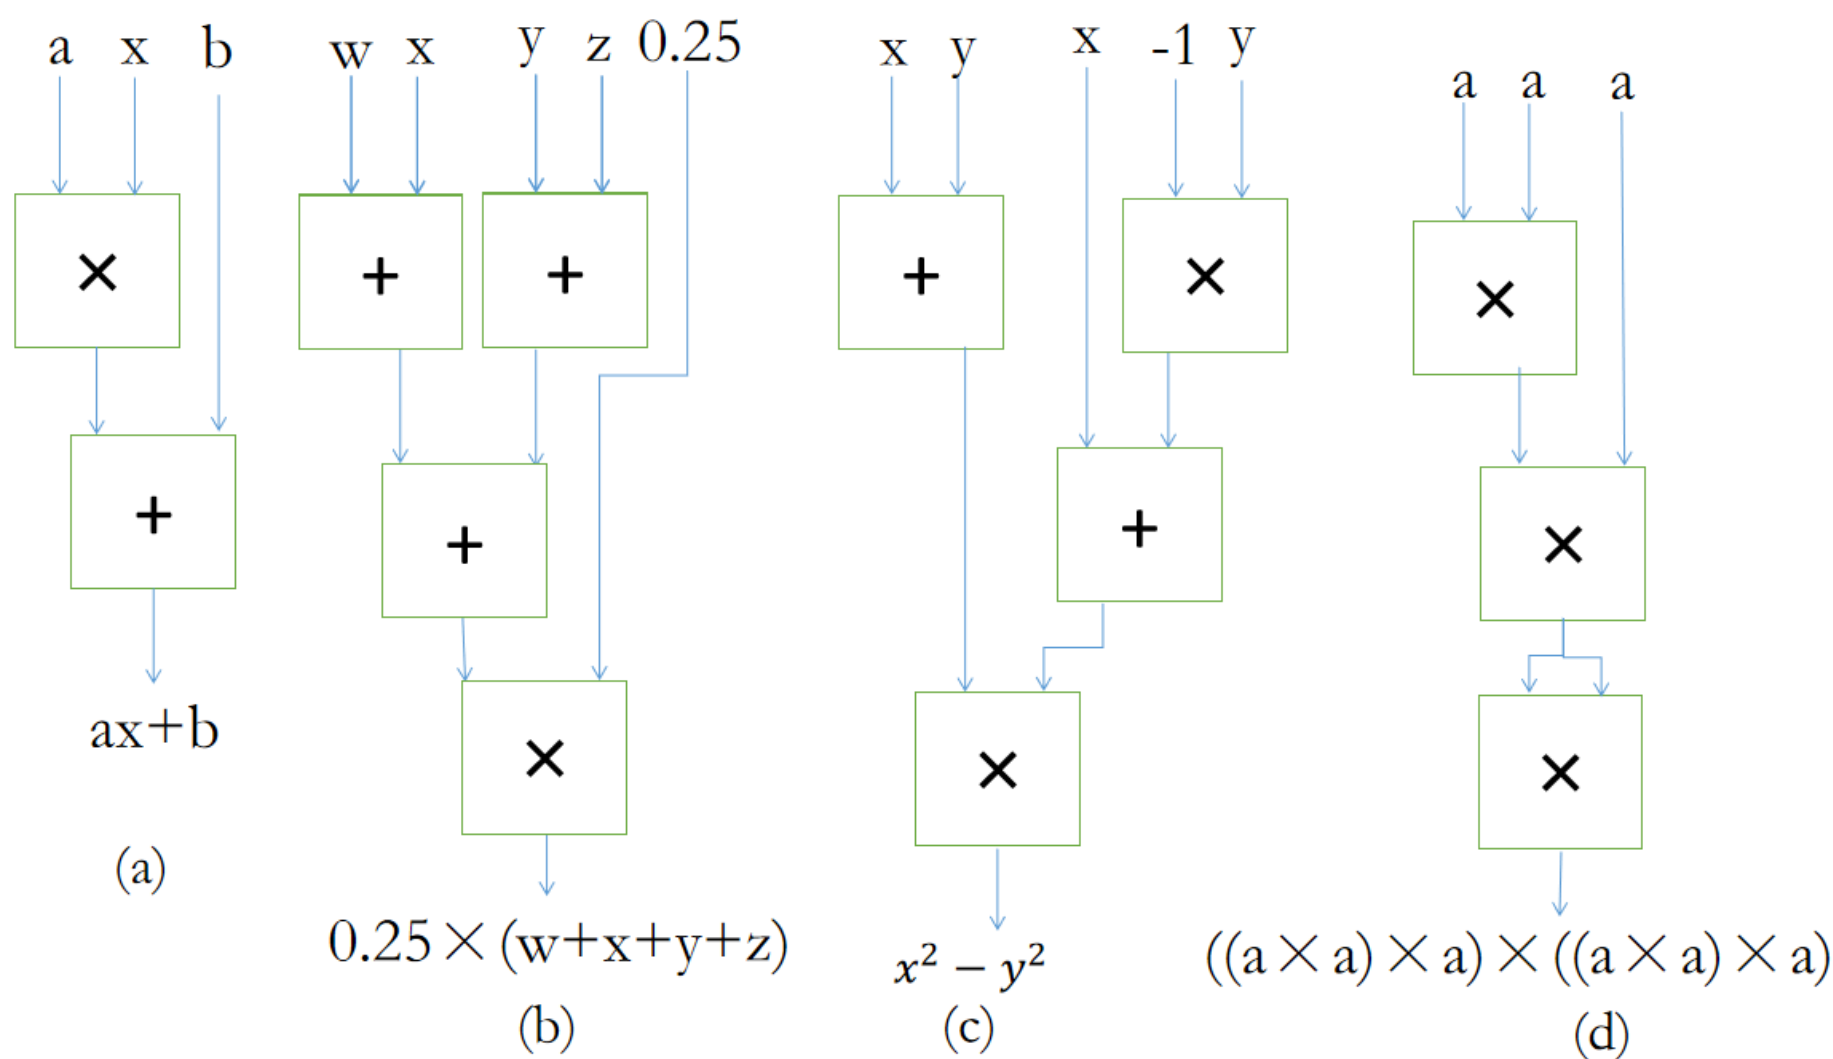 a x b
w x y z 0.25
x y x -1 y
a a a
× + + + × ×
+ + + ×
× × ×
ax+b
0.25×(w+x+y+z)
x² − y²
((a×a)×a)×((a×a)×a)
(a)
(b)
(c)
(d)